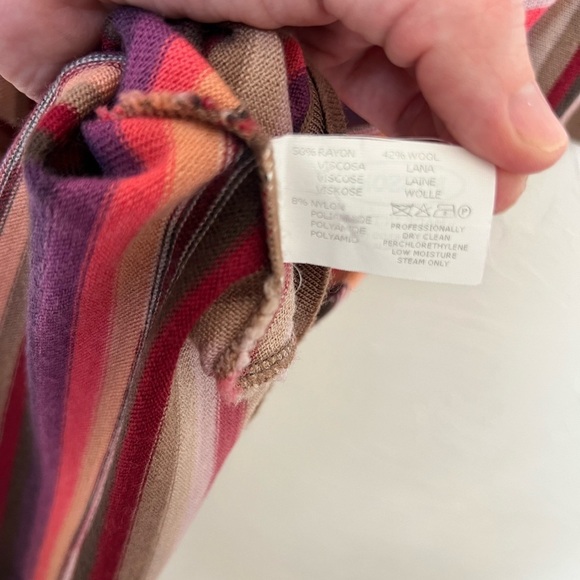 50% RAYON 42% WOOL
VISCOSA LANA
VISCOSE LAINE
VISKOSE WOLLE
8% NYLON
POLIAMIDE
POLYAMIDE
POLYAMID
PROFESSIONALLY
DRY CLEAN
PERCHLORETHYLENE
LOW MOISTURE
STEAM ONLY